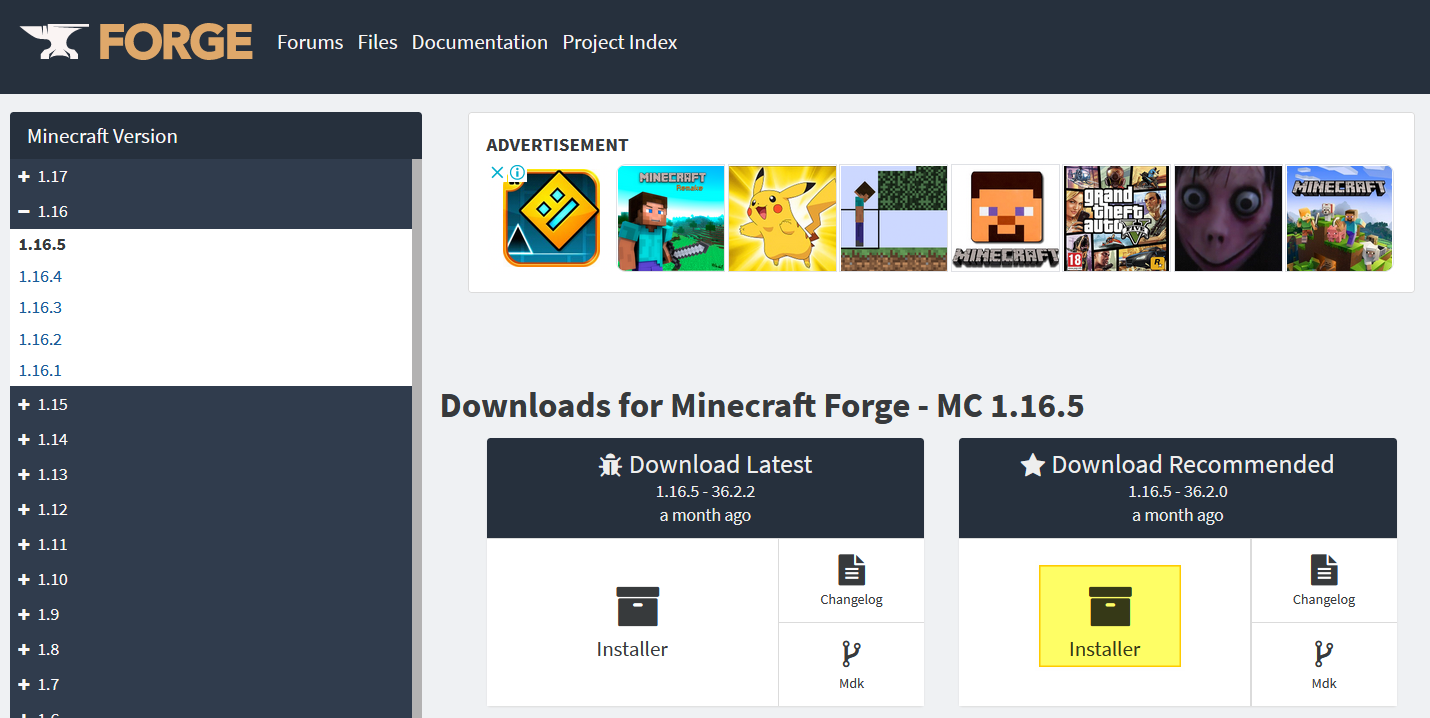 FORGE
Forums Files Documentation Project Index
Minecraft Version
1.17
1.16
1.16.5
1.16.4
1.16.3
1.16.2
1.16.1
1.15
1.14
1.13
1.12
1.11
1.10
1.9
1.8
1.7
1.6
ADVERTISEMENT
MINECRAFT
Remake
MINECRAFT
grand
theft
auto
V
18
R
MINECRAFT
Downloads for Minecraft Forge - MC 1.16.5
Download Latest
1.16.5 - 36.2.2
a month ago
Installer
Changelog
Mdk
Download Recommended
1.16.5 - 36.2.0
a month ago
Installer
Changelog
Mdk